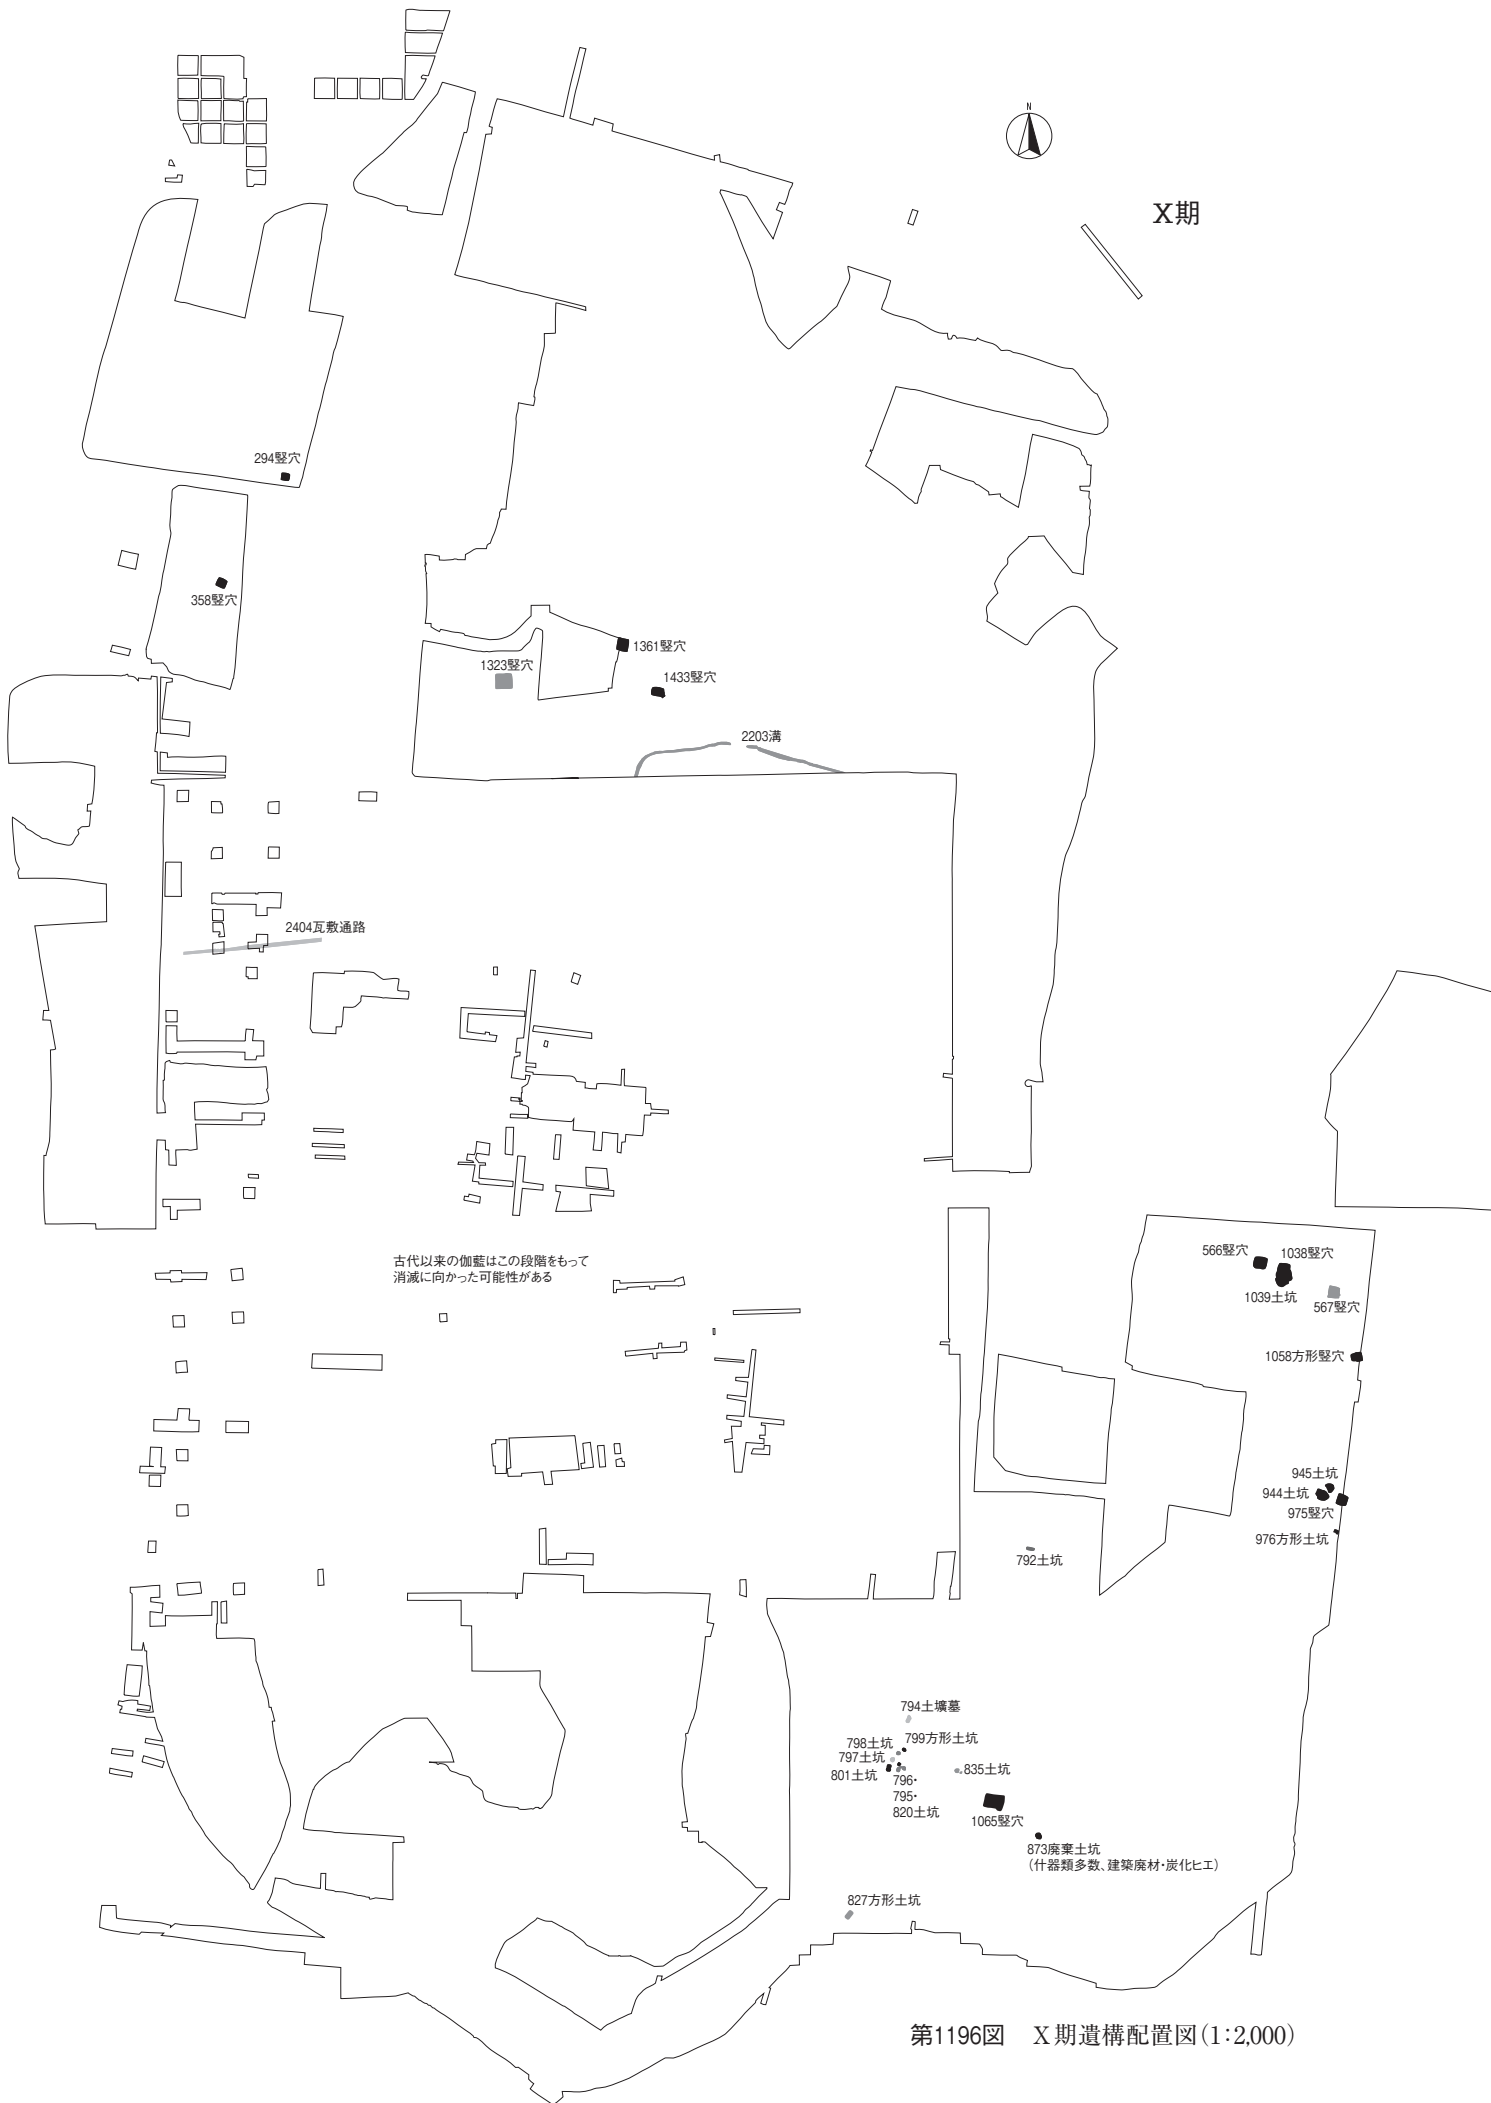 N
X期
294竪穴
358竪穴
1361竪穴
1323竪穴
1433竪穴
2203溝
2404瓦敷通路
古代以来の伽藍はこの段階をもって
消滅に向かった可能性がある
566竪穴
1038竪穴
1039土坑
567竪穴
1058方形竪穴
945土坑
944土坑
975竪穴
976方形土坑
792土坑
794土壙墓
799方形土坑
798土坑
797土坑
801土坑
796・
795・
820土坑
835土坑
1065竪穴
873廃棄土坑
(什器類多数、建築廃材・炭化ヒエ)
827方形土坑
第1196図 X期遺構配置図(1:2,000)